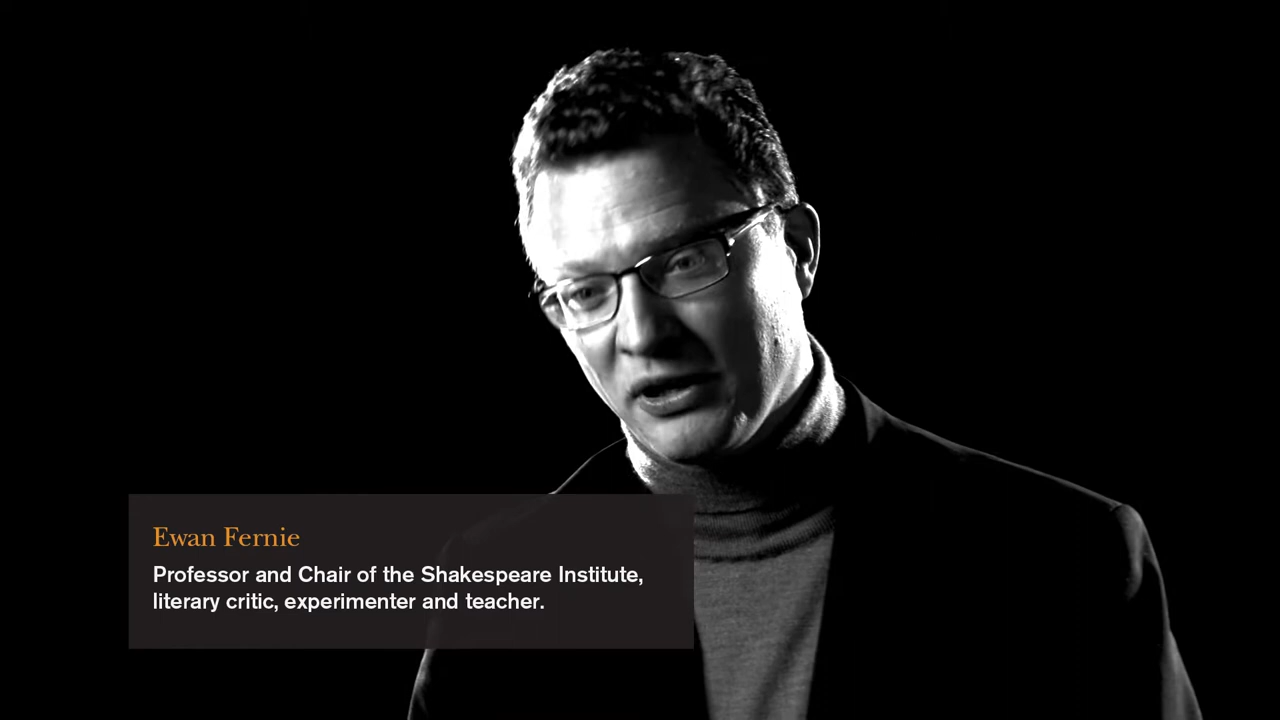 Ewan Fernie
Professor and Chair of the Shakespeare Institute,
literary critic, experimenter and teacher.